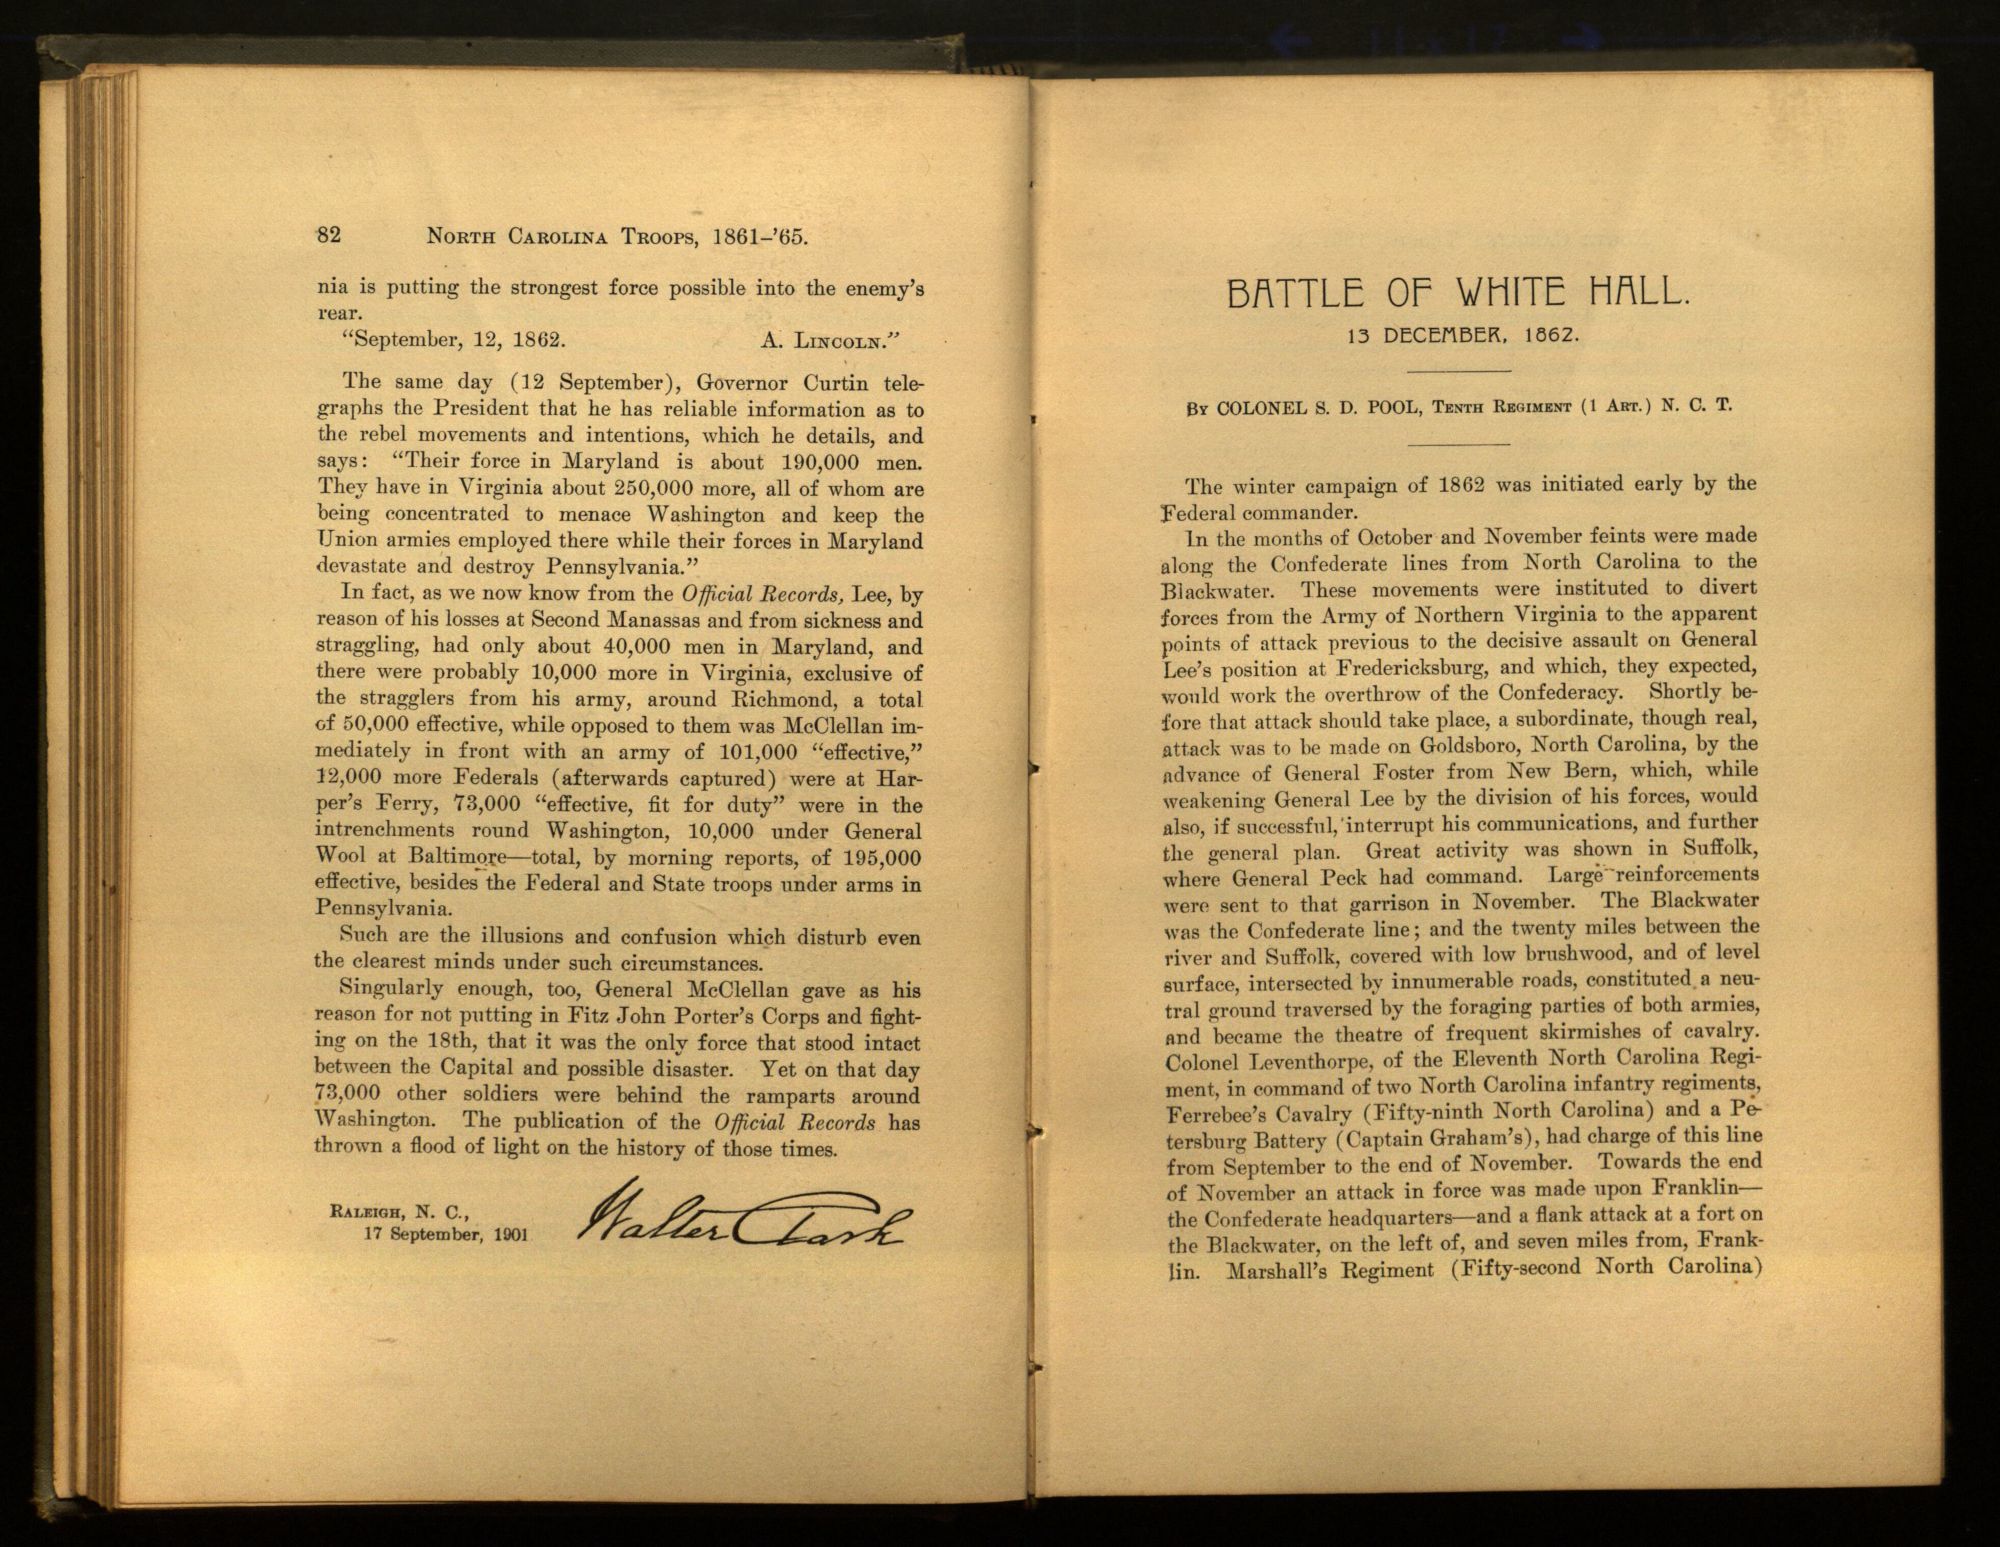 82 North Carolina Troops, 1861–'65.
nia is putting the strongest force possible into the enemy's
rear.
"September, 12, 1862. A. Lincoln."
The same day (12 September), Governor Curtin tele-
graphs the President that he has reliable information as to
the rebel movements and intentions, which he details, and
says: "Their force in Maryland is about 190,000 men.
They have in Virginia about 250,000 more, all of whom are
being concentrated to menace Washington and keep the
Union armies employed there while their forces in Maryland
devastate and destroy Pennsylvania."
In fact, as we now know from the Official Records, Lee, by
reason of his losses at Second Manassas and from sickness and
straggling, had only about 40,000 men in Maryland, and
there were probably 10,000 more in Virginia, exclusive of
the stragglers from his army, around Richmond, a total
of 50,000 effective, while opposed to them was McClellan im-
mediately in front with an army of 101,000 "effective,"
12,000 more Federals (afterwards captured) were at Har-
per's Ferry, 73,000 "effective, fit for duty" were in the
intrenchments round Washington, 10,000 under General
Wool at Baltimore—total, by morning reports, of 195,000
effective, besides the Federal and State troops under arms in
Pennsylvania.
Such are the illusions and confusion which disturb even
the clearest minds under such circumstances.
Singularly enough, too, General McClellan gave as his
reason for not putting in Fitz John Porter's Corps and fight-
ing on the 18th, that it was the only force that stood intact
between the Capital and possible disaster. Yet on that day
73,000 other soldiers were behind the ramparts around
Washington. The publication of the Official Records has
thrown a flood of light on the history of those times.
Walter Clark
Raleigh, N. C.,
17 September, 1901
BATTLE OF WHITE HALL.
13 DECEMBER, 1862.
By COLONEL S. D. POOL, Tenth Regiment (1 Art.) N. C. T.
The winter campaign of 1862 was initiated early by the
Federal commander.
In the months of October and November feints were made
along the Confederate lines from North Carolina to the
Blackwater. These movements were instituted to divert
forces from the Army of Northern Virginia to the apparent
points of attack previous to the decisive assault on General
Lee's position at Fredericksburg, and which, they expected,
would work the overthrow of the Confederacy. Shortly be-
fore that attack should take place, a subordinate, though real,
attack was to be made on Goldsboro, North Carolina, by the
advance of General Foster from New Bern, which, while
weakening General Lee by the division of his forces, would
also, if successful, interrupt his communications, and further
the general plan. Great activity was shown in Suffolk,
where General Peck had command. Large reinforcements
were sent to that garrison in November. The Blackwater
was the Confederate line; and the twenty miles between the
river and Suffolk, covered with low brushwood, and of level
surface, intersected by innumerable roads, constituted a neu-
tral ground traversed by the foraging parties of both armies,
and became the theatre of frequent skirmishes of cavalry.
Colonel Leventhorpe, of the Eleventh North Carolina Regi-
ment, in command of two North Carolina infantry regiments,
Ferrebee's Cavalry (Fifty-ninth North Carolina) and a Pe-
tersburg Battery (Captain Graham's), had charge of this line
from September to the end of November. Towards the end
of November an attack in force was made upon Franklin—
the Confederate headquarters—and a flank attack at a fort on
the Blackwater, on the left of, and seven miles from, Frank-
lin. Marshall's Regiment (Fifty-second North Carolina)